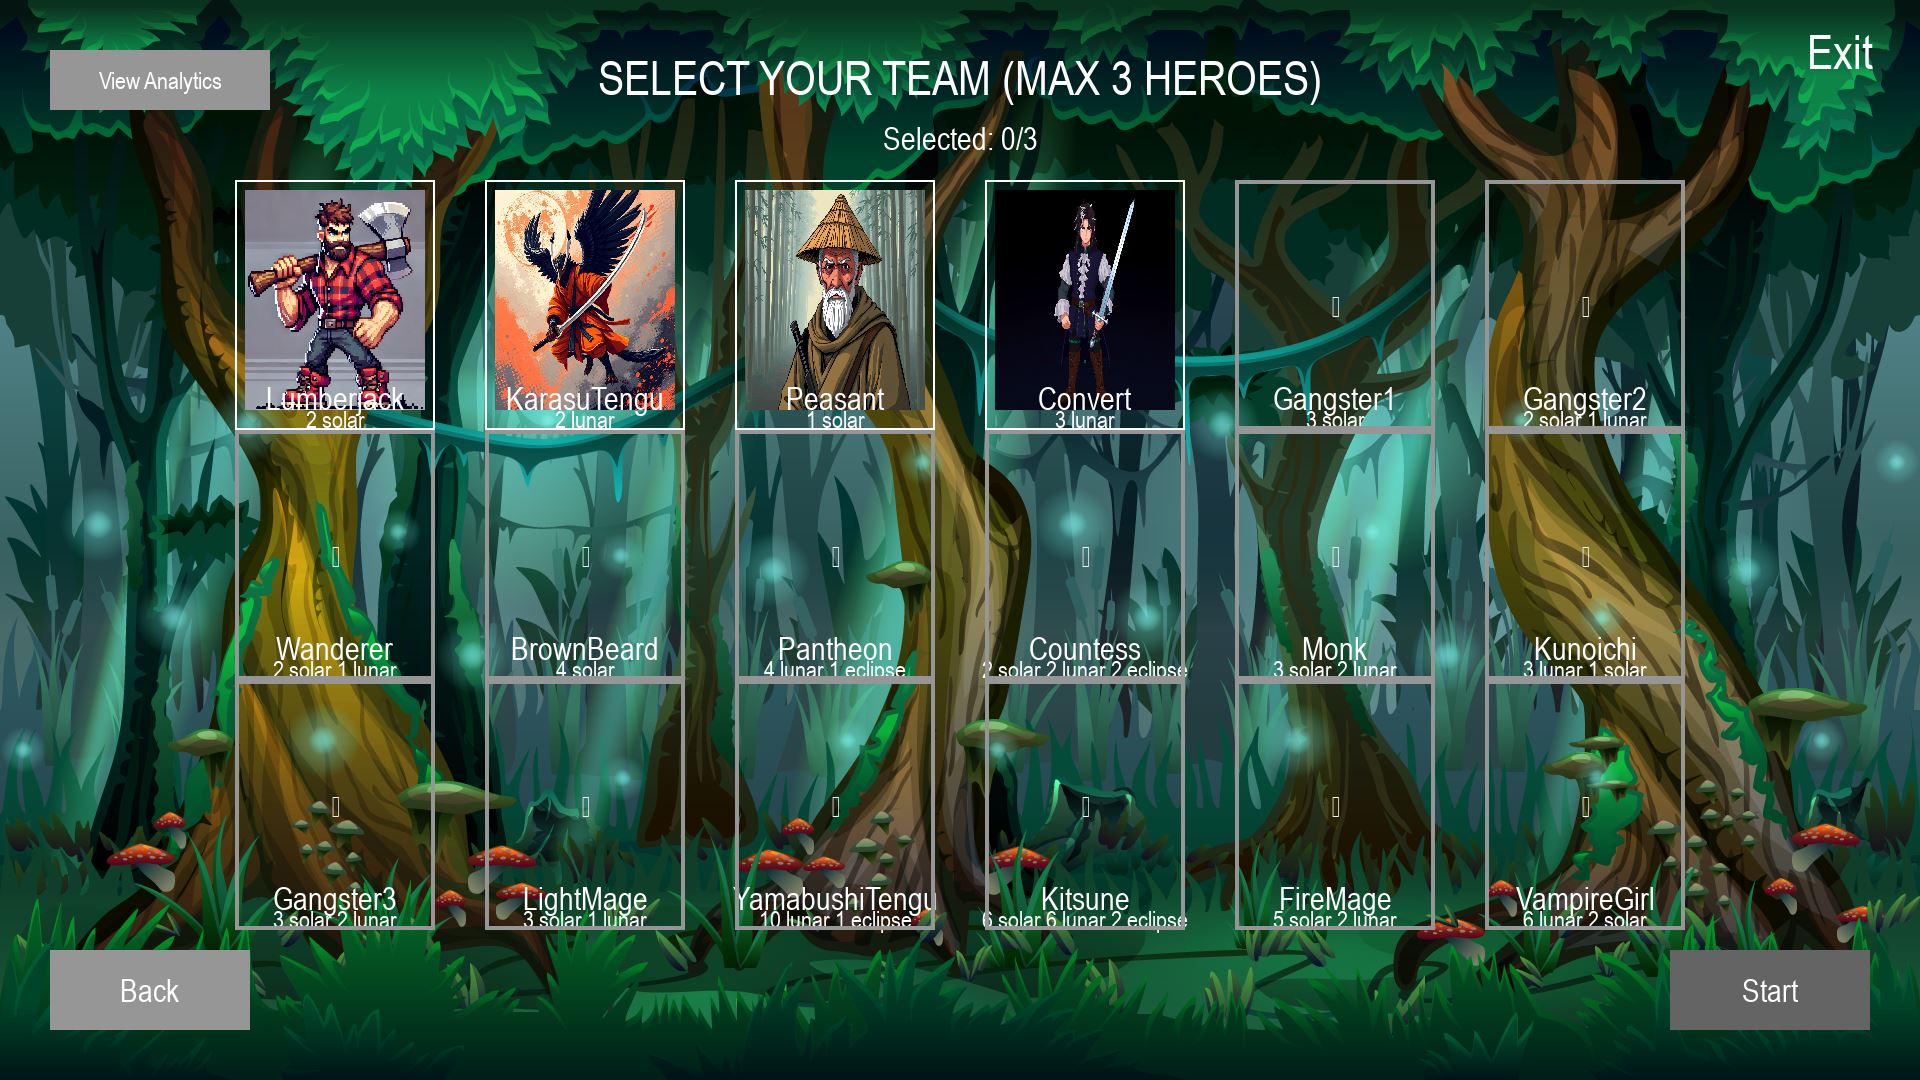 View Analytics
SELECT YOUR TEAM (MAX 3 HEROES)
Exit
Selected: 0/3
Lumberjack
2 solar
KarasuTengu
2 lunar
Peasant
1 solar
Convert
3 lunar
Gangster1
3 solar
Gangster2
2 solar 1 lunar
Wanderer
2 solar 1 lunar
BrownBeard
4 solar
Pantheon
4 lunar 1 eclipse
Countess
2 solar 2 lunar 2 eclipse
Monk
3 solar 2 lunar
Kunoichi
3 lunar 1 solar
Gangster3
3 solar 2 lunar
LightMage
3 solar 1 lunar
YamabushiTengu
10 lunar 1 eclipse
Kitsune
6 solar 6 lunar 2 eclipse
FireMage
5 solar 2 lunar
VampireGirl
6 lunar 2 solar
Back
Start